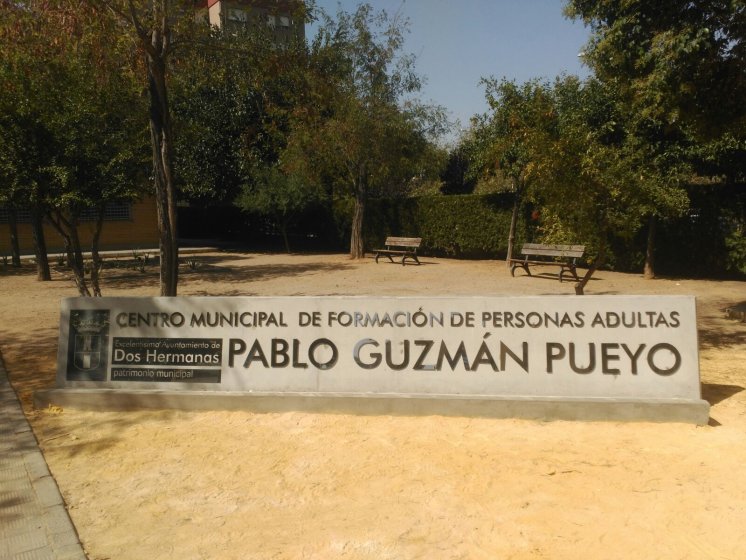 CENTRO MUNICIPAL DE FORMACIÓN DE PERSONAS ADULTAS
Excelentísimo Ayuntamiento de
Dos Hermanas
patrimonio municipal
PABLO GUZMÁN PUEYO